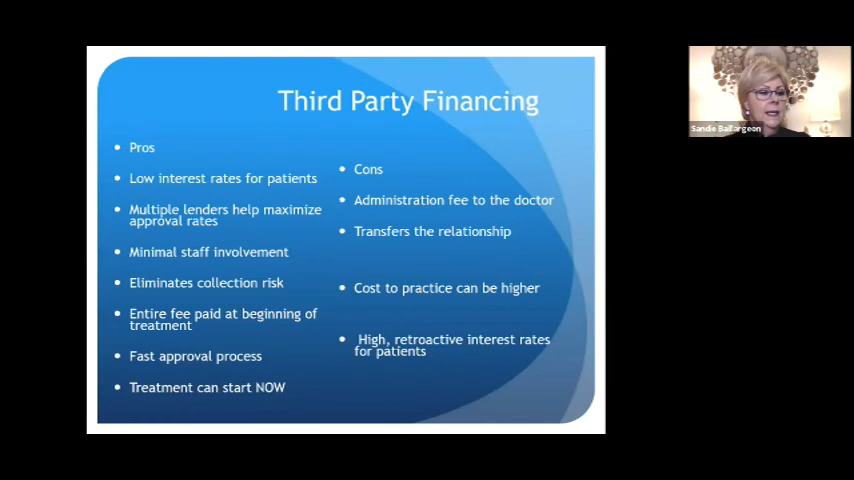 Third Party Financing
Pros
Low interest rates for patients
Multiple lenders help maximize
approval rates
Minimal staff involvement
Eliminates collection risk
Entire fee paid at beginning of
treatment
Fast approval process
Treatment can start NOW
Cons
Administration fee to the doctor
Transfers the relationship
Cost to practice can be higher
High, retroactive interest rates
for patients
Sandie Baillargeon